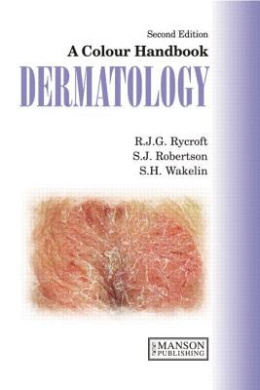 Second Edition
A Colour Handbook
DERMATOLOGY
R.J.G. Rycroft
S.J. Robertson
S.H. Wakelin
MANSON
PUBLISHING